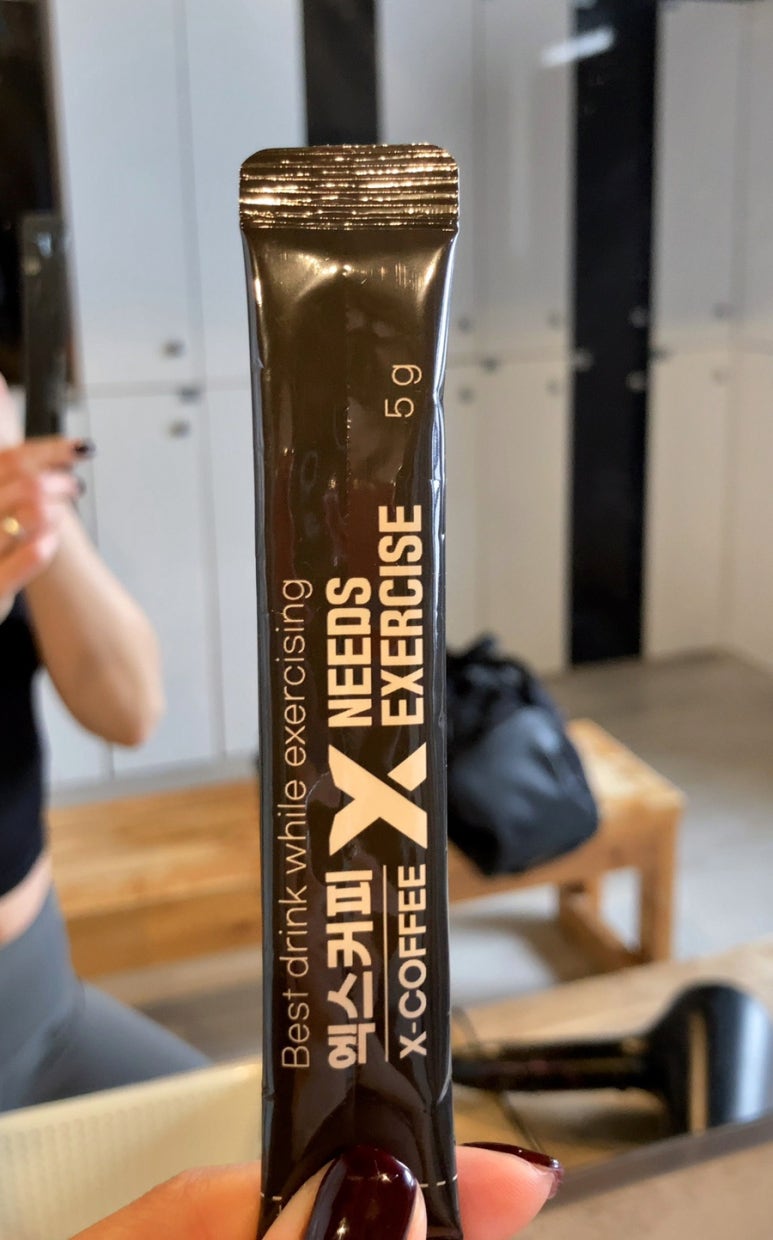 Best drink while exercising
엑스커피
X-COFFEE
X
NEEDS
EXERCISE
5 g